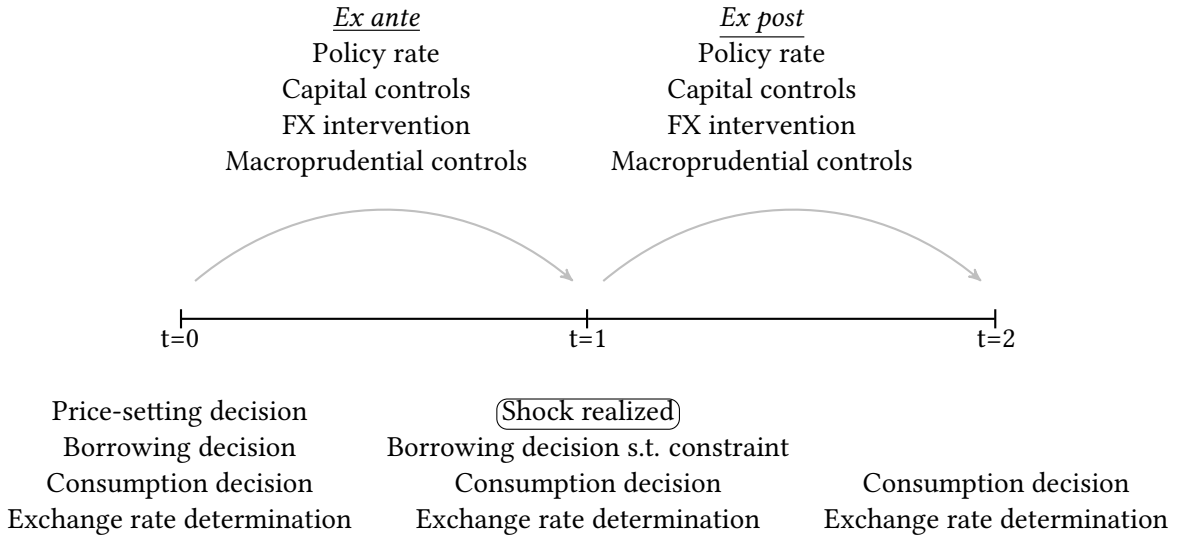 Ex ante
Policy rate
Capital controls
FX intervention
Macroprudential controls
Ex post
Policy rate
Capital controls
FX intervention
Macroprudential controls
t=0
t=1
t=2
Price-setting decision
Borrowing decision
Consumption decision
Exchange rate determination
Shock realized
Borrowing decision s.t. constraint
Consumption decision
Exchange rate determination
Consumption decision
Exchange rate determination